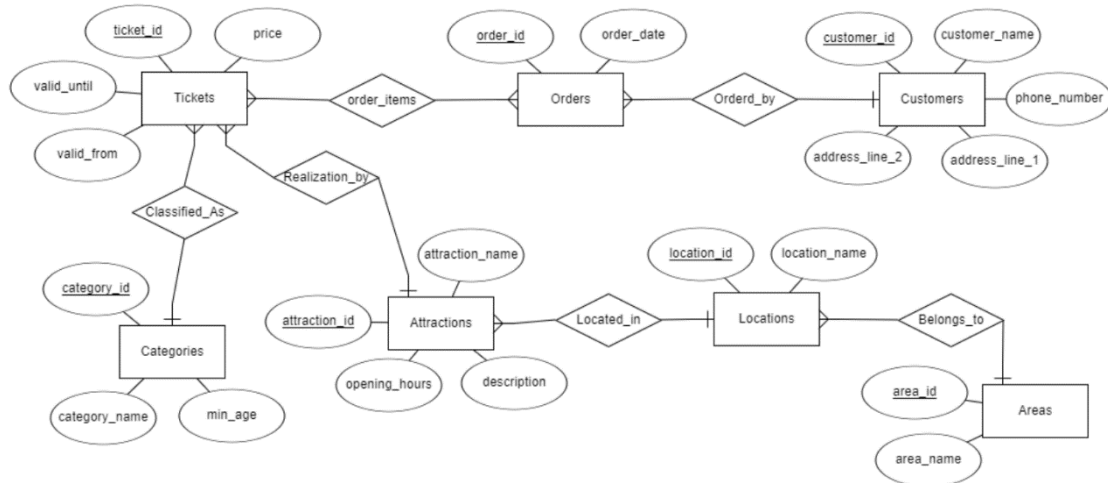 ticket_id
price
order_id
order_date
customer_id
customer_name
valid_until
Tickets
order_items
Orders
Orderd_by
Customers
phone_number
valid_from
address_line_2
address_line_1
Realization_by
Classified_As
attraction_name
location_id
location_name
category_id
attraction_id
Attractions
Located_in
Locations
Belongs_to
Categories
opening_hours
description
area_id
category_name
min_age
Areas
area_name